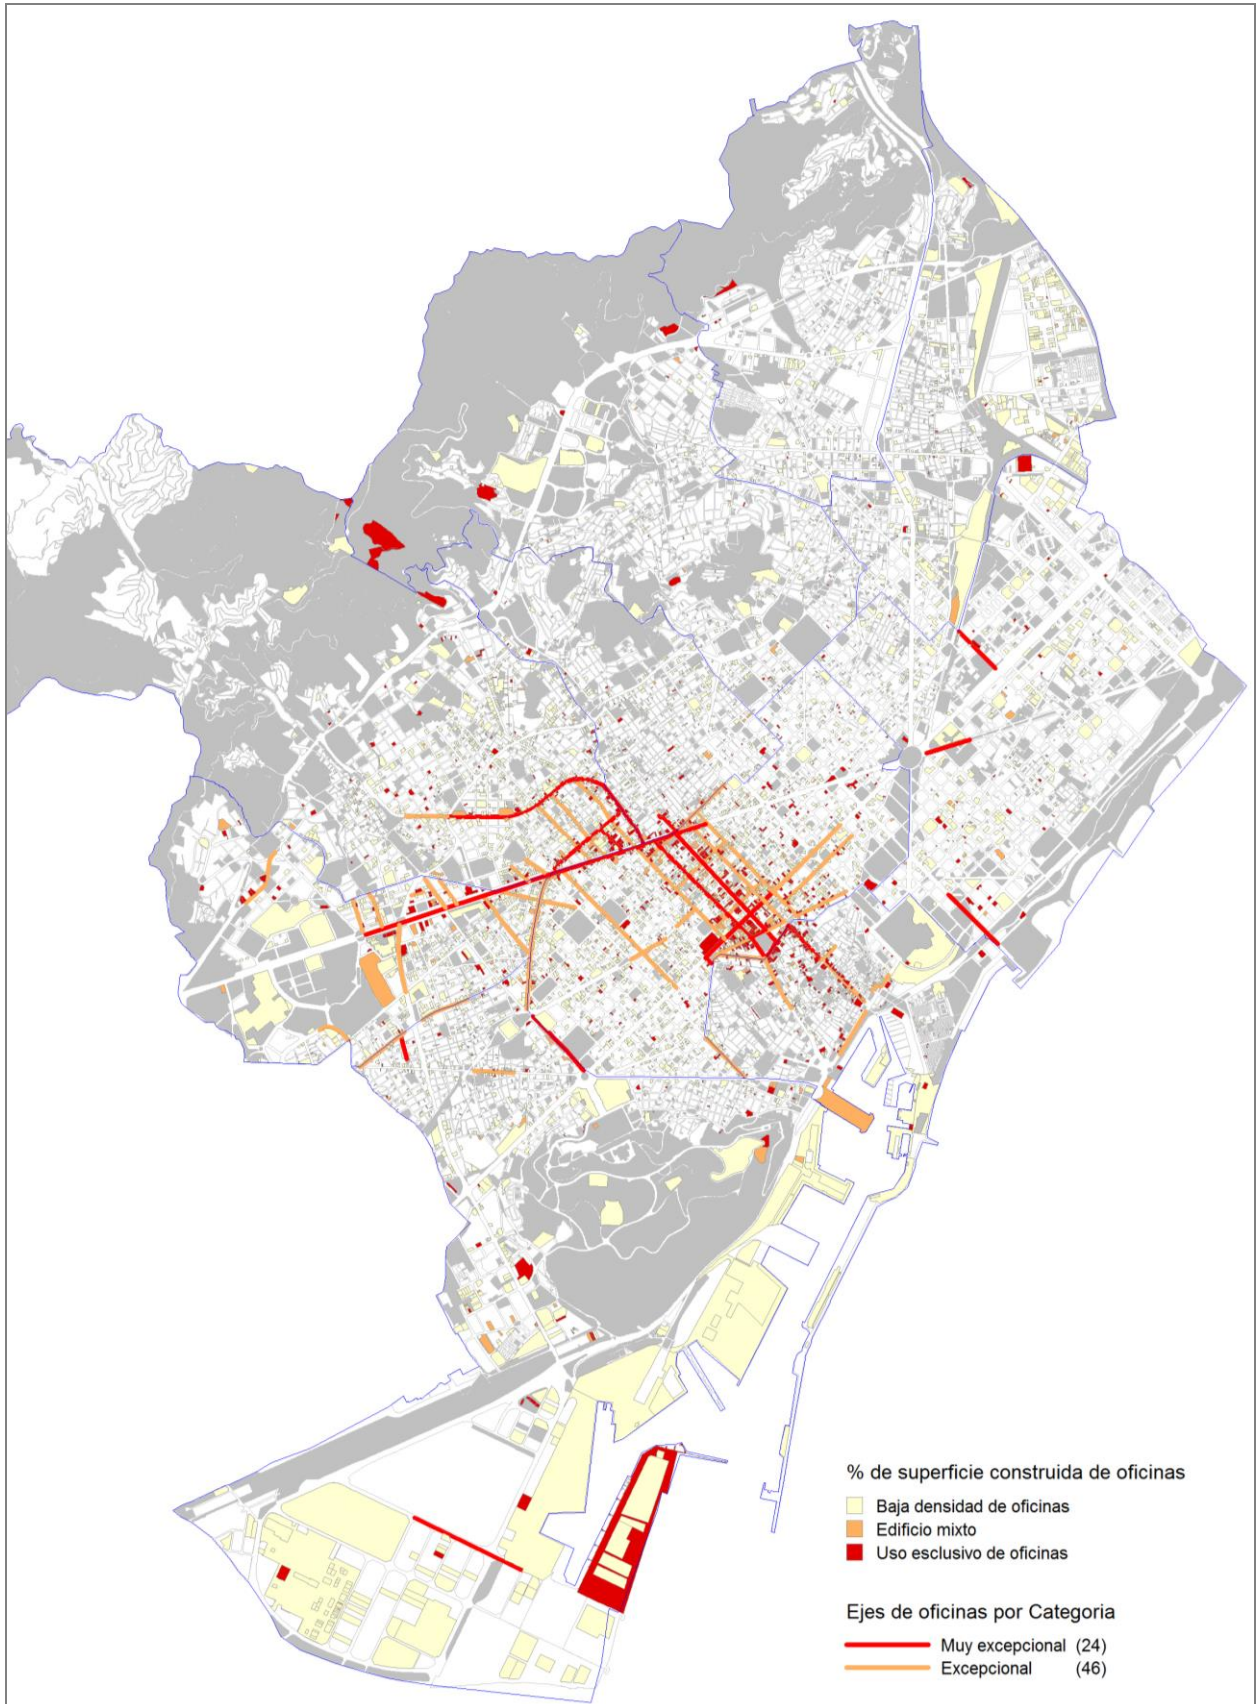 % de superficie construida de oficinas
Baja densidad de oficinas
Edificio mixto
Uso esclusivo de oficinas
Ejes de oficinas por Categoria
Muy excepcional (24)
Excepcional (46)